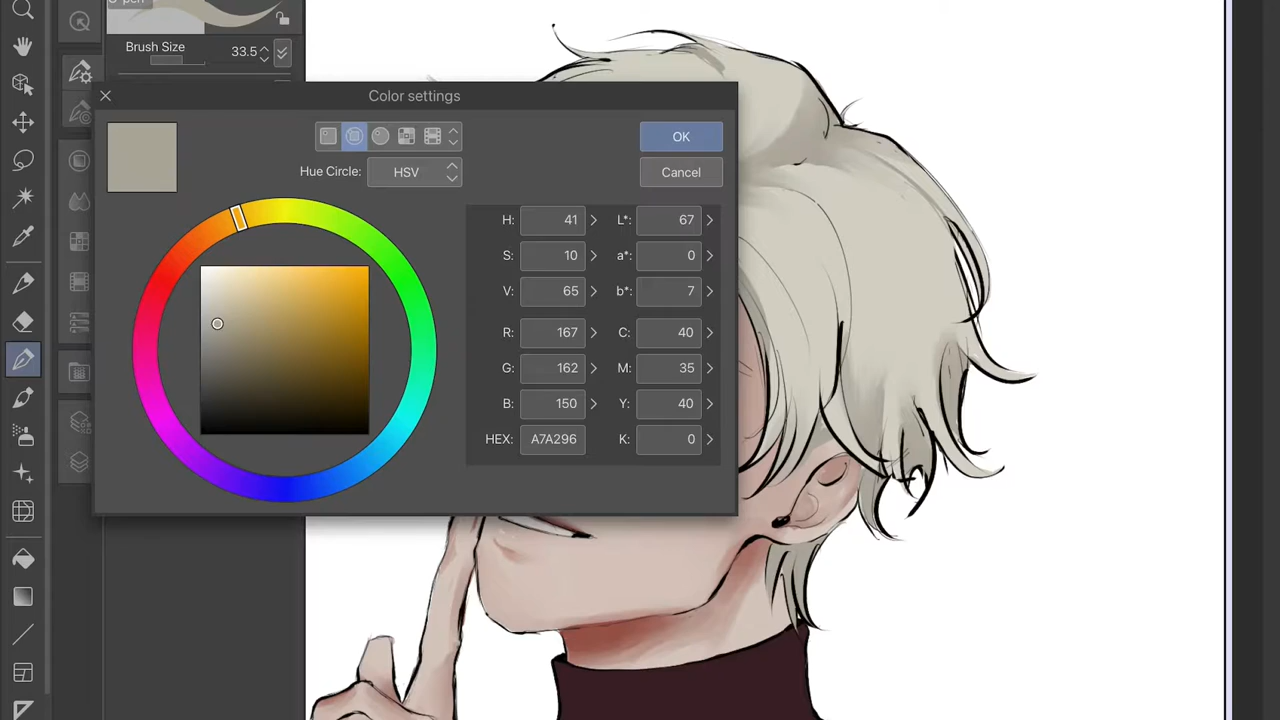 G-pen
Brush Size 33.5
Color settings
OK
Hue Circle: HSV
Cancel
H: 41 L*: 67
S: 10 a*: 0
V: 65 b*: 7
R: 167 C: 40
G: 162 M: 35
B: 150 Y: 40
HEX: A7A296 K: 0